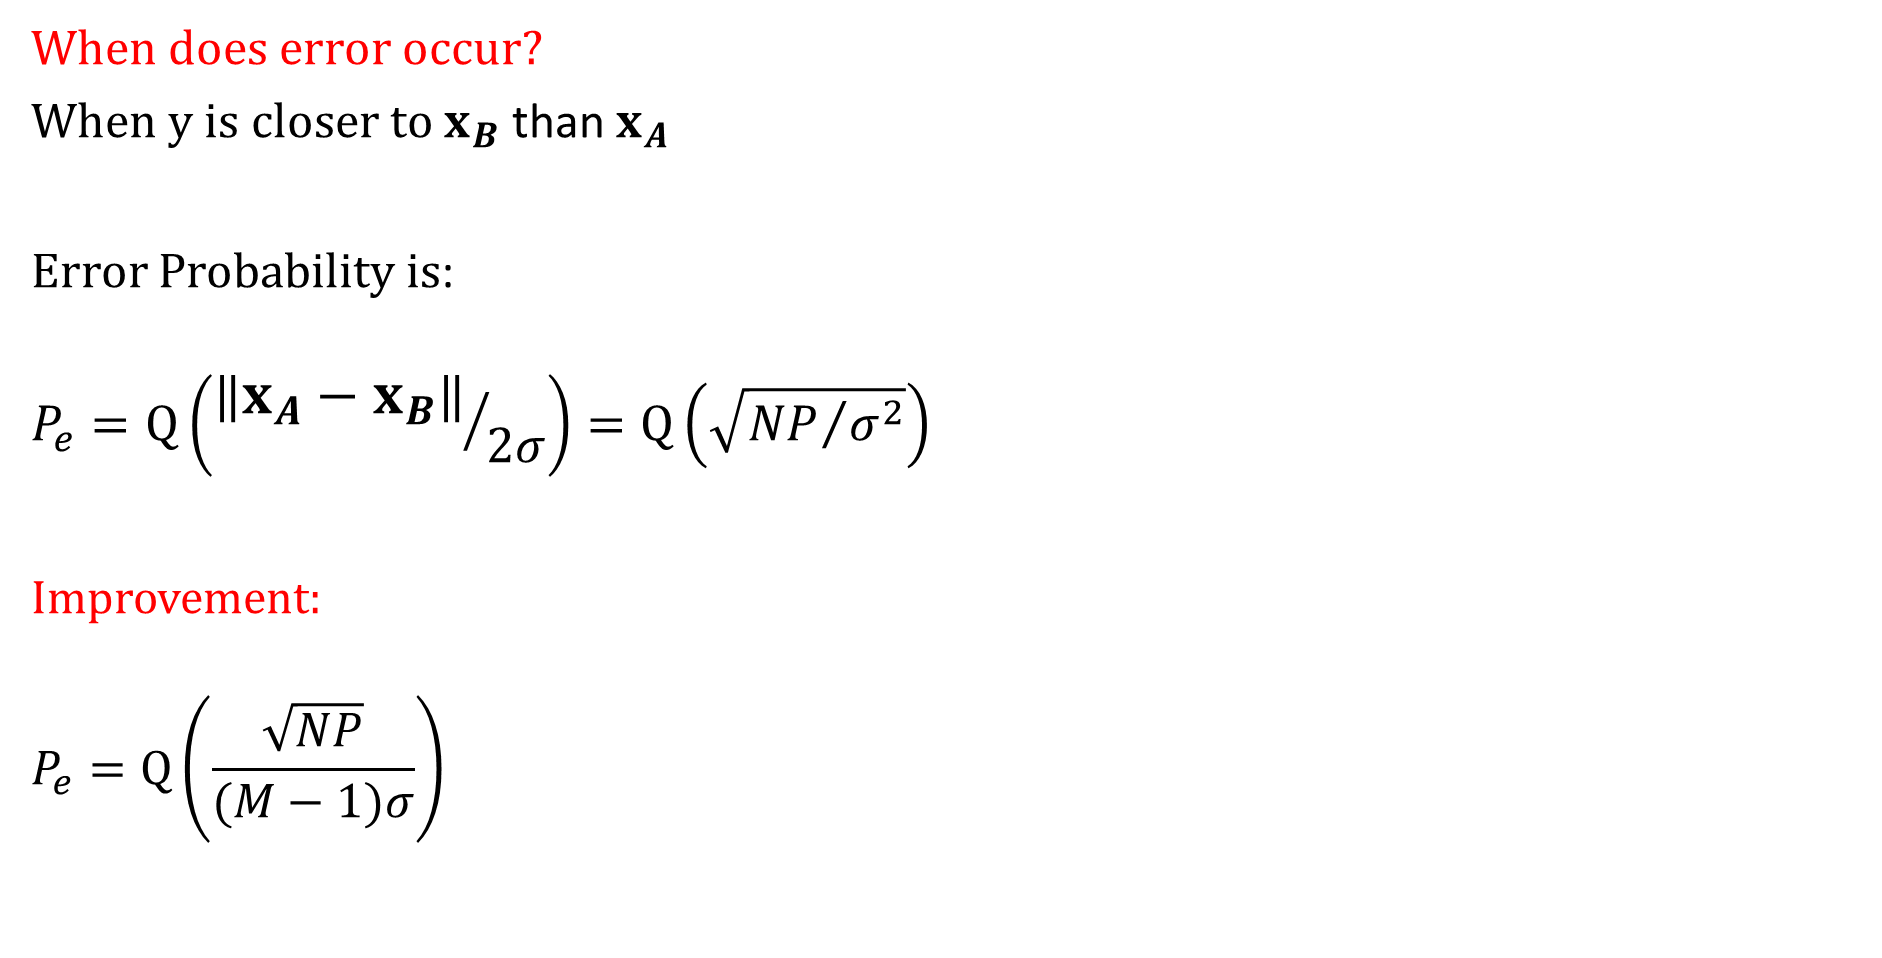 When does error occur?
When y is closer to 𝐱_𝑩 than 𝐱_𝑨
Error Probability is:
𝑃_𝑒 = Q(‖𝐱_𝑨 − 𝐱_𝑩‖/2𝜎) = Q(√(𝑁𝑃/𝜎²))
Improvement:
𝑃_𝑒 = Q(√(𝑁𝑃)/((𝑀 − 1)𝜎))